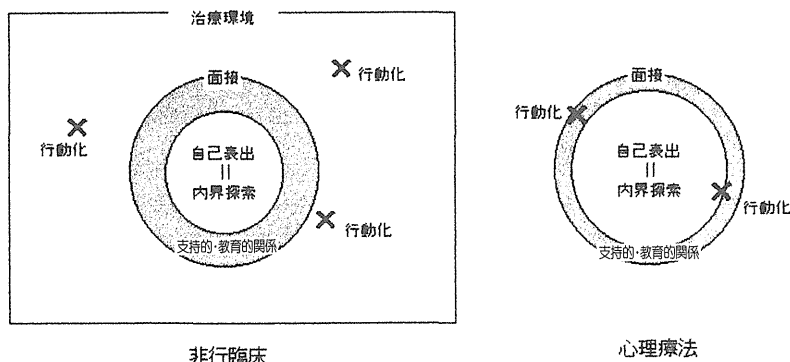 治療環境
面接
行動化
行動化
自己表出
||
内界探索
行動化
支持的・教育的関係
非行臨床
面接
行動化
自己表出
||
内界探索
行動化
支持的・教育的関係
心理療法